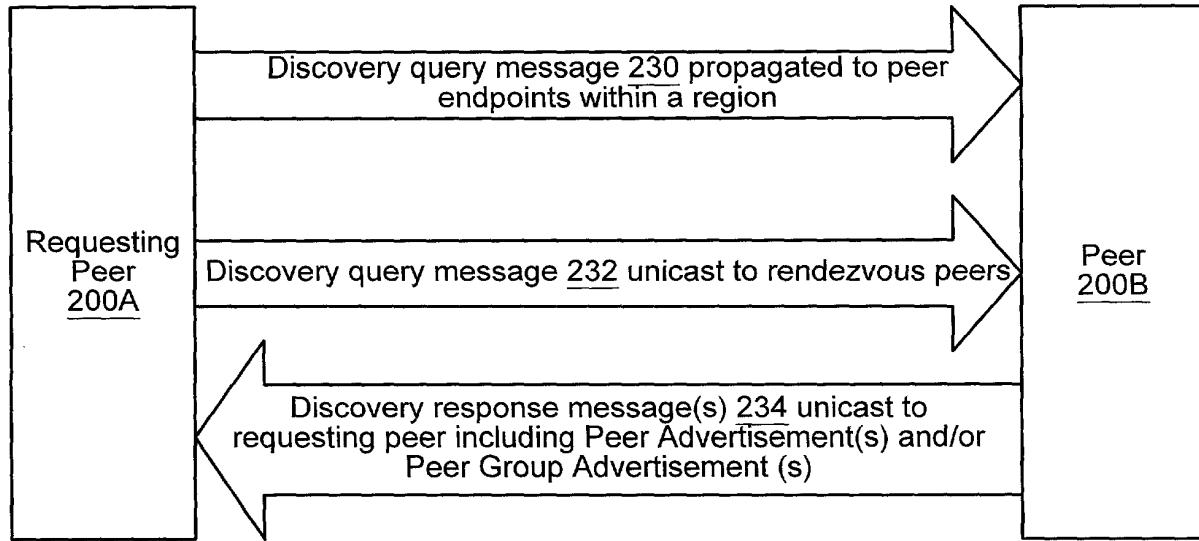 Discovery query message 230 propagated to peer
endpoints within a region
Requesting
Peer
200A
Discovery query message 232 unicast to rendezvous peers
Peer
200B
Discovery response message(s) 234 unicast to
requesting peer including Peer Advertisement(s) and/or
Peer Group Advertisement (s)